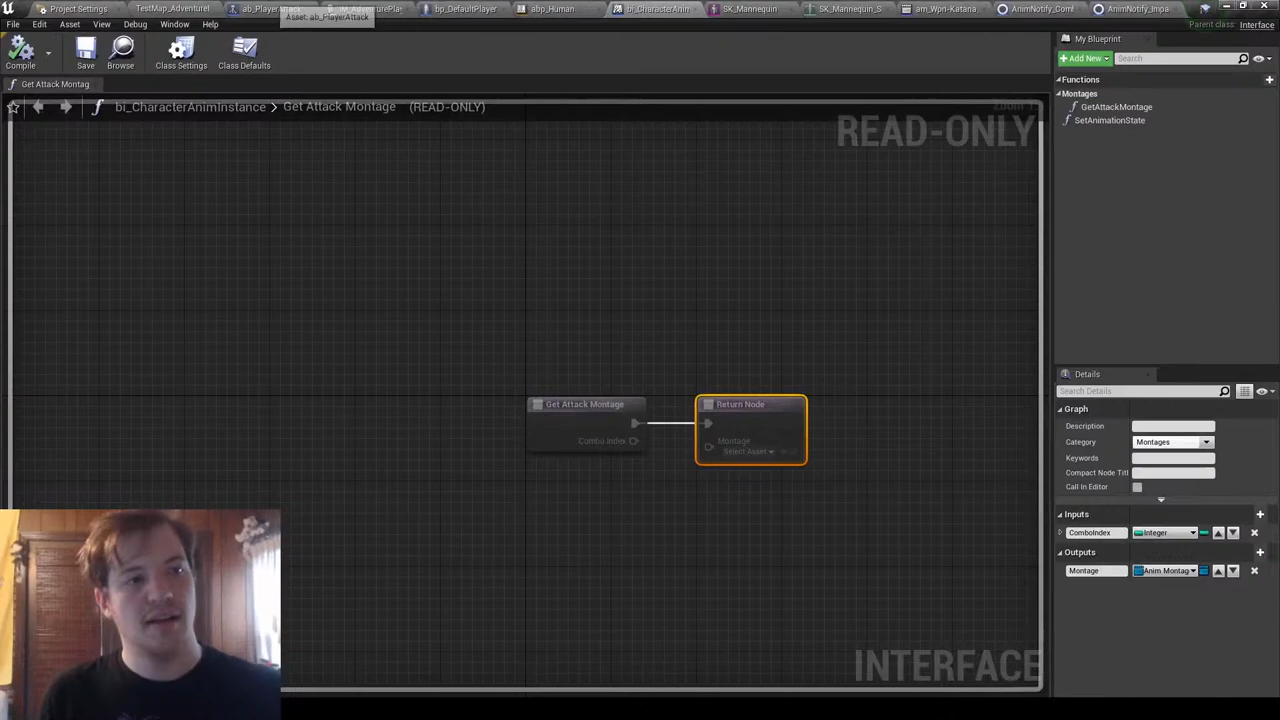 Project Settings
TestMap_Adventurel
ab_PlayerAttack
IM_AdventurePla
bp_DefaultPlayer
abp_Human
bi_CharacterAnim
SK_Mannequin
SK_Mannequin_S
am_Wpn-Katana
AnimNotify_Coml
AnimNotify_Impa
Asset: ab_PlayerAttack
File Edit Asset View Debug Window Help
Parent class: Interface
Compile
Save
Browse
Class Settings
Class Defaults
Get Attack Montag
f bi_CharacterAnimInstance > Get Attack Montage (READ-ONLY)
READ-ONLY
Get Attack Montage
Combo Index
Return Node
Montage
Select Asset
INTERFACE
My Blueprint
Add New
Search
Functions
Montages
f GetAttackMontage
f SetAnimationState
Details
Search Details
Graph
Description
Category Montages
Keywords
Compact Node Titl
Call In Editor
Inputs
ComboIndex Integer
Outputs
Montage Anim Montag